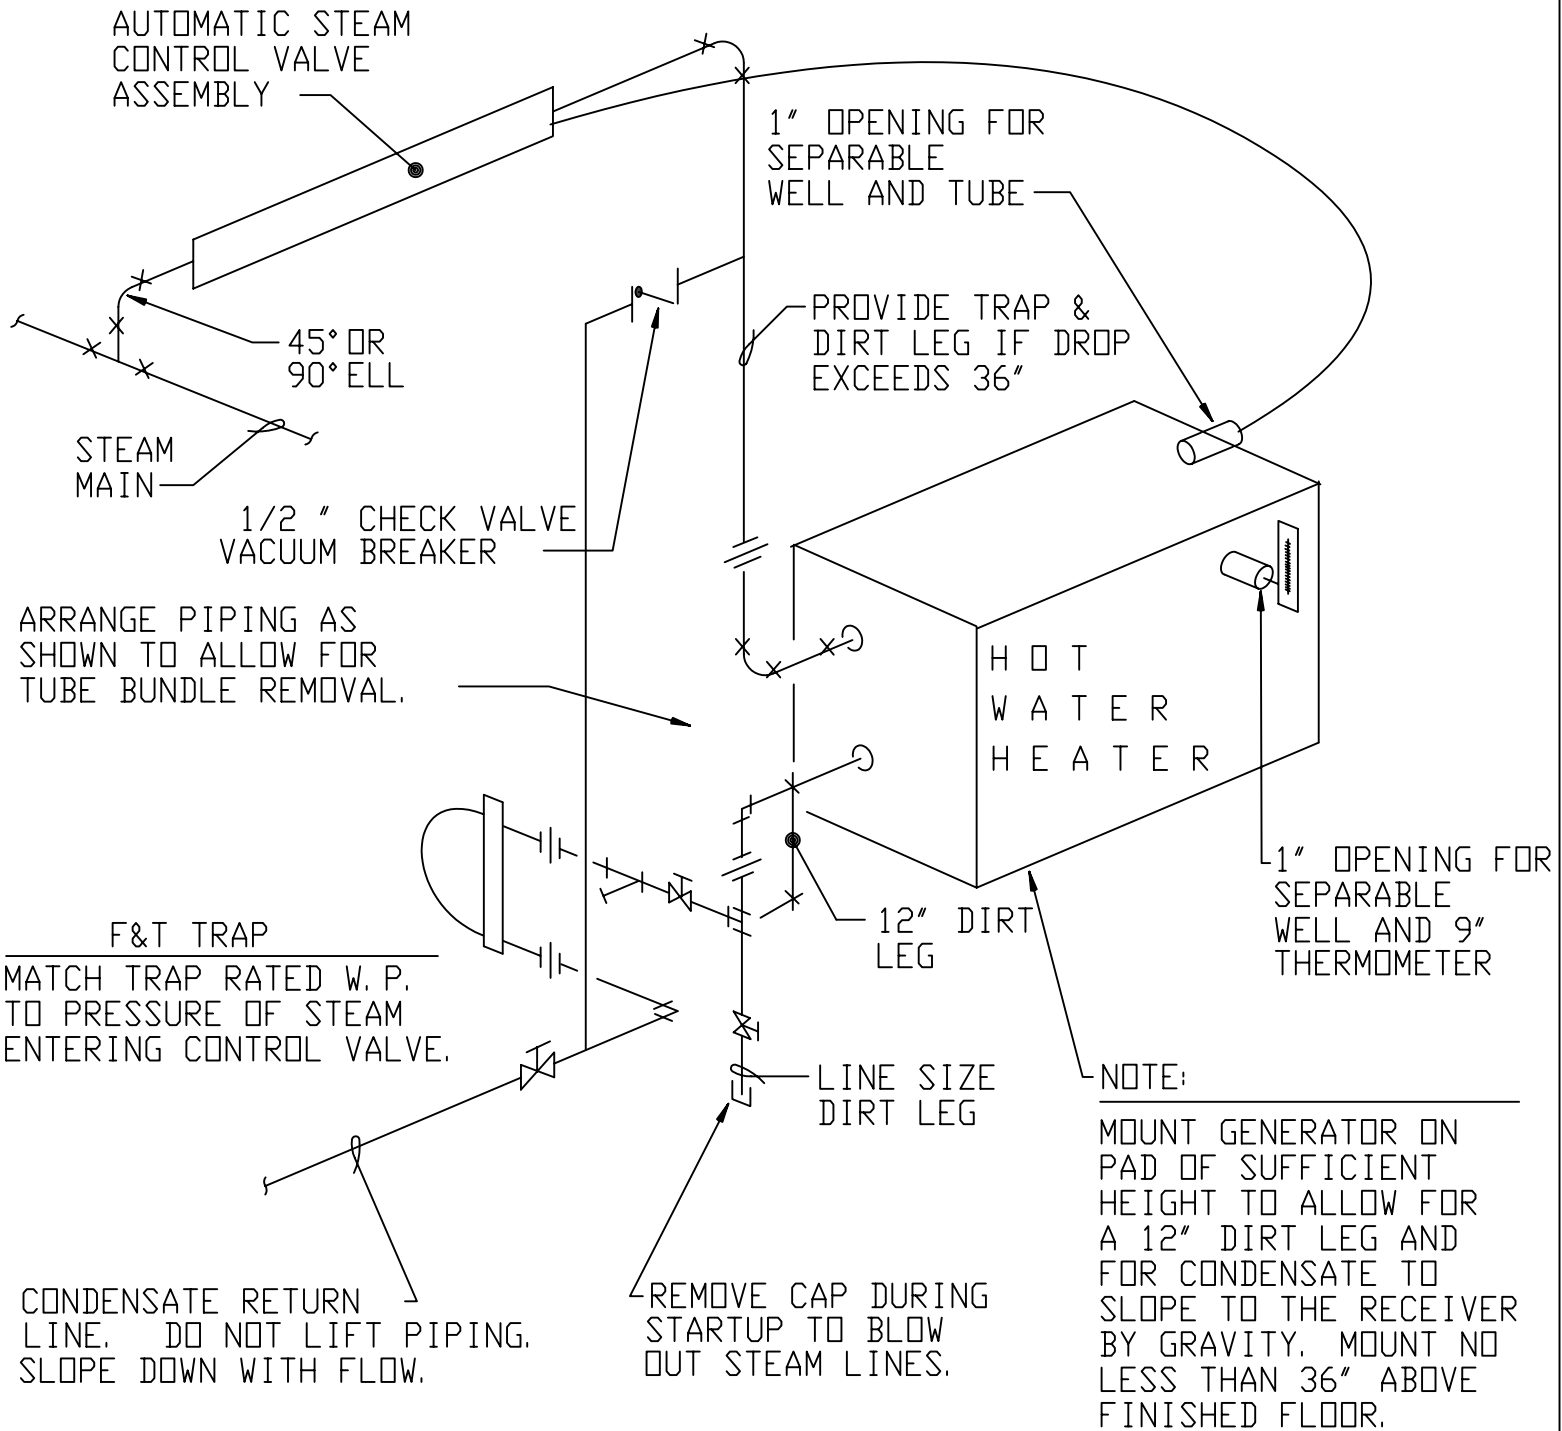 AUTOMATIC STEAM
CONTROL VALVE
ASSEMBLY
1" OPENING FOR
SEPARABLE
WELL AND TUBE
45° OR
90° ELL
PROVIDE TRAP &
DIRT LEG IF DROP
EXCEEDS 36"
STEAM
MAIN
1/2 " CHECK VALVE
VACUUM BREAKER
ARRANGE PIPING AS
SHOWN TO ALLOW FOR
TUBE BUNDLE REMOVAL.
HOT
WATER
HEATER
1" OPENING FOR
SEPARABLE
WELL AND 9"
THERMOMETER
12" DIRT
LEG
F&T TRAP
MATCH TRAP RATED W.P.
TO PRESSURE OF STEAM
ENTERING CONTROL VALVE.
LINE SIZE
DIRT LEG
NOTE:
MOUNT GENERATOR ON
PAD OF SUFFICIENT
HEIGHT TO ALLOW FOR
A 12" DIRT LEG AND
FOR CONDENSATE TO
SLOPE TO THE RECEIVER
BY GRAVITY. MOUNT NO
LESS THAN 36" ABOVE
FINISHED FLOOR.
CONDENSATE RETURN
LINE. DO NOT LIFT PIPING.
SLOPE DOWN WITH FLOW.
REMOVE CAP DURING
STARTUP TO BLOW
OUT STEAM LINES.